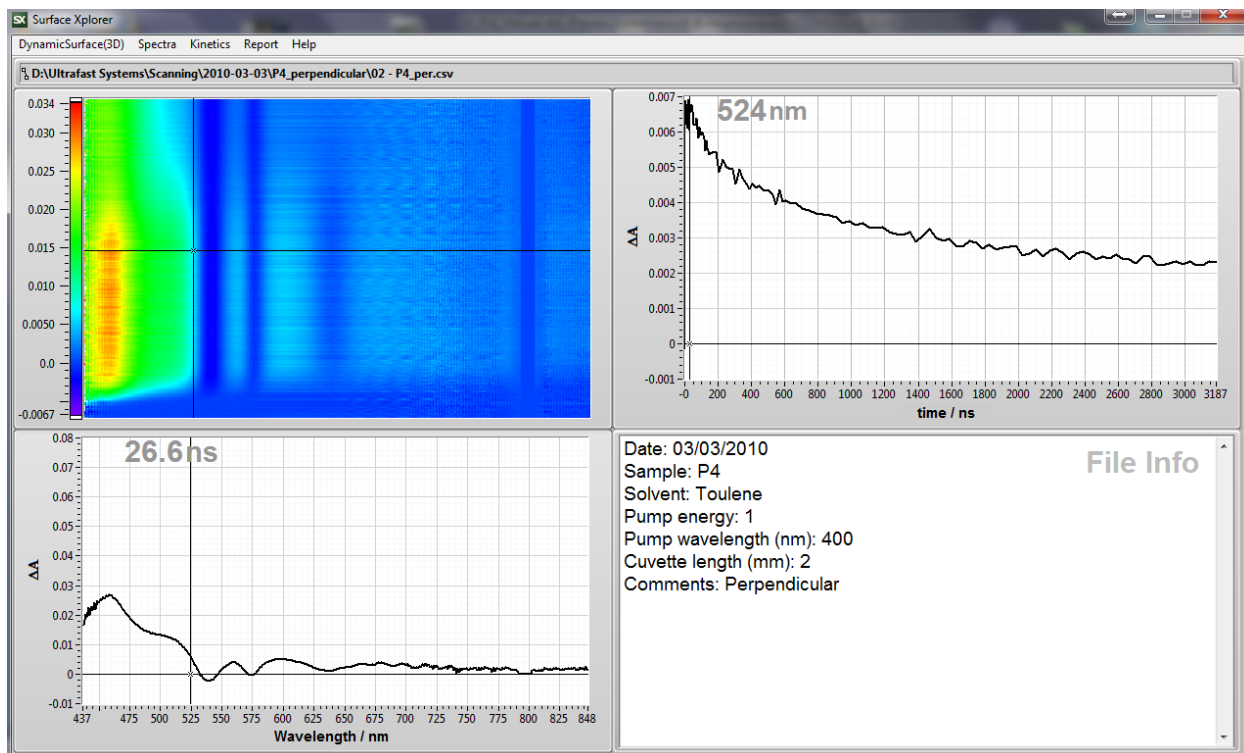 SX Surface Xplorer
DynamicSurface(3D) Spectra Kinetics Report Help
D:\Ultrafast Systems\Scanning\2010-03-03\P4_perpendicular\02 - P4_per.csv
0.034
0.030
0.025
0.020
0.015
0.010
0.0050
0.0
-0.0067
524 nm
0.007
0.006
0.005
0.004
0.003
0.002
0.001
0
-0.001
ΔA
-0 200 400 600 800 1000 1200 1400 1600 1800 2000 2200 2400 2600 2800 3000 3187
time / ns
26.6 ns
0.08
0.07
0.06
0.05
0.04
0.03
0.02
0.01
0
-0.01
ΔA
437 475 500 525 550 575 600 625 650 675 700 725 750 775 800 825 848
Wavelength / nm
File Info
Date: 03/03/2010
Sample: P4
Solvent: Toulene
Pump energy: 1
Pump wavelength (nm): 400
Cuvette length (mm): 2
Comments: Perpendicular